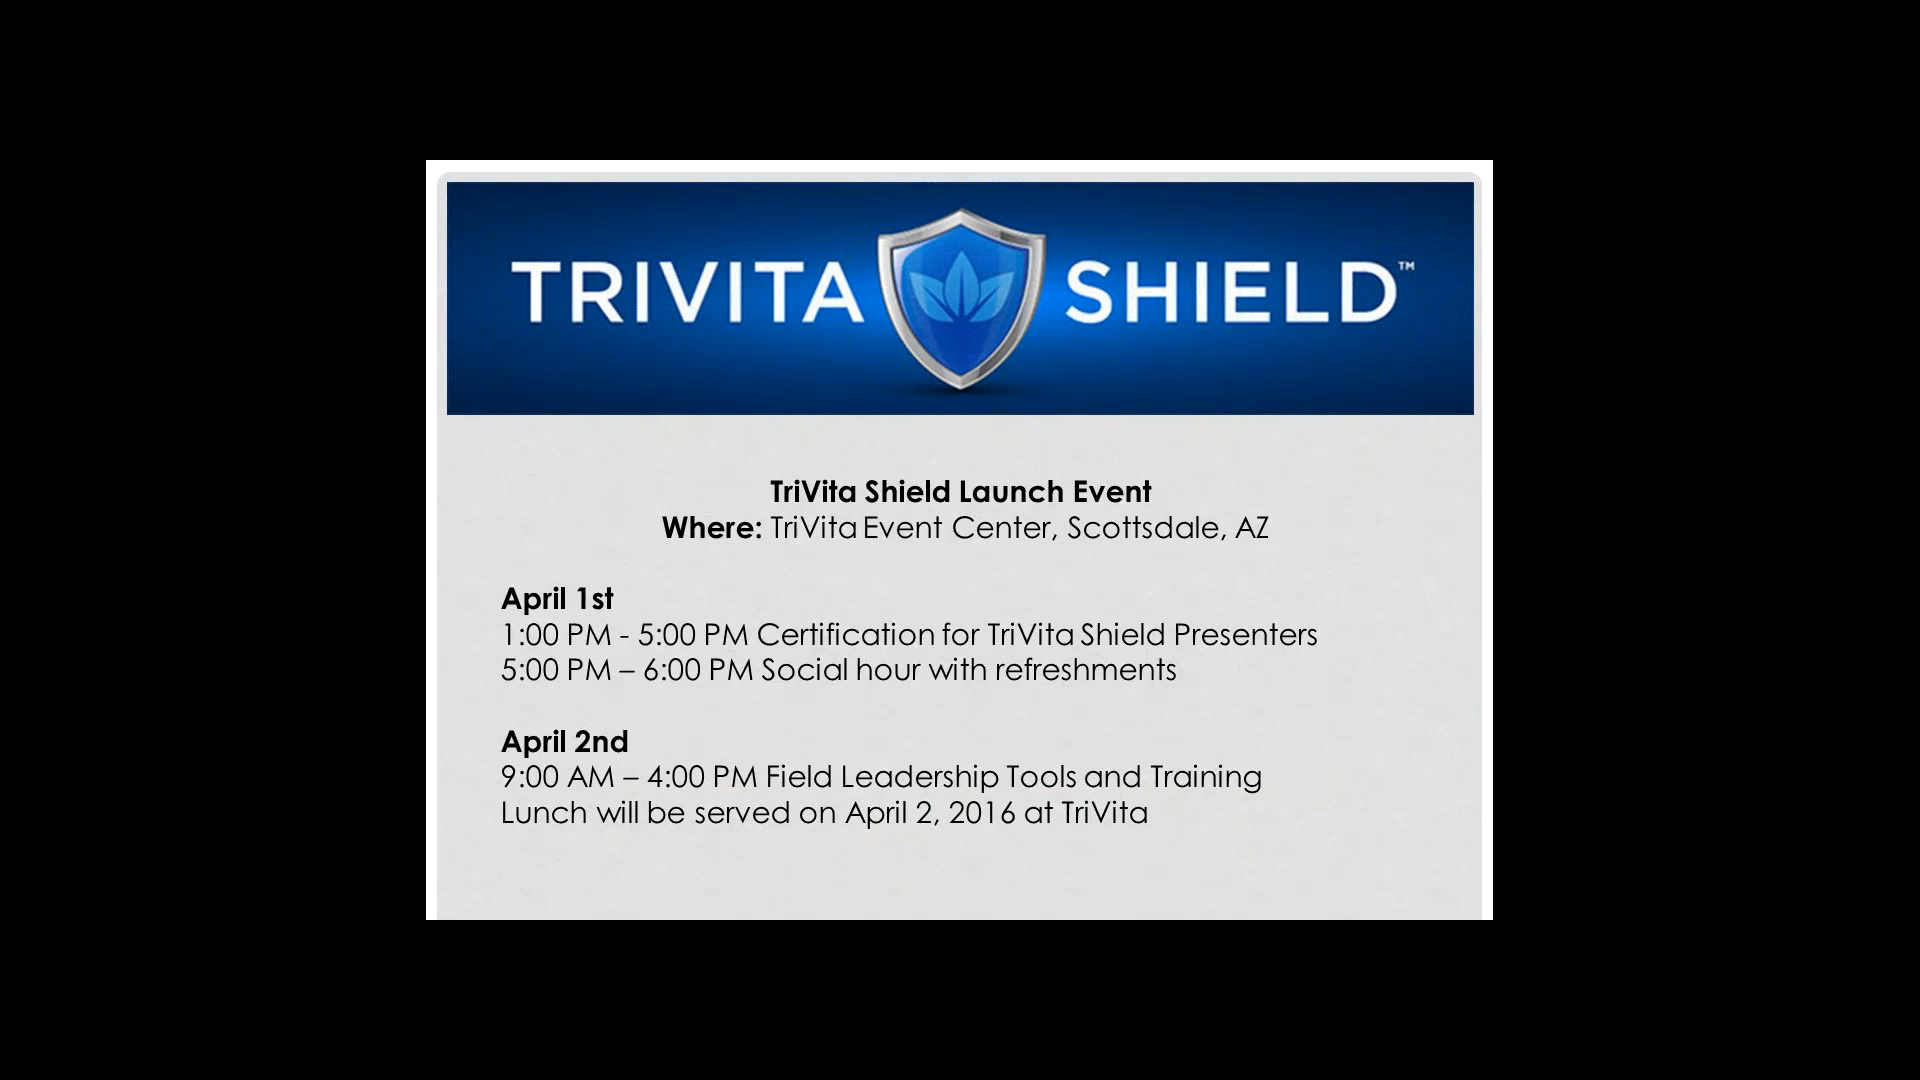 TRIVITA SHIELD™
TriVita Shield Launch Event
Where: TriVita Event Center, Scottsdale, AZ
April 1st
1:00 PM - 5:00 PM Certification for TriVita Shield Presenters
5:00 PM – 6:00 PM Social hour with refreshments
April 2nd
9:00 AM – 4:00 PM Field Leadership Tools and Training
Lunch will be served on April 2, 2016 at TriVita